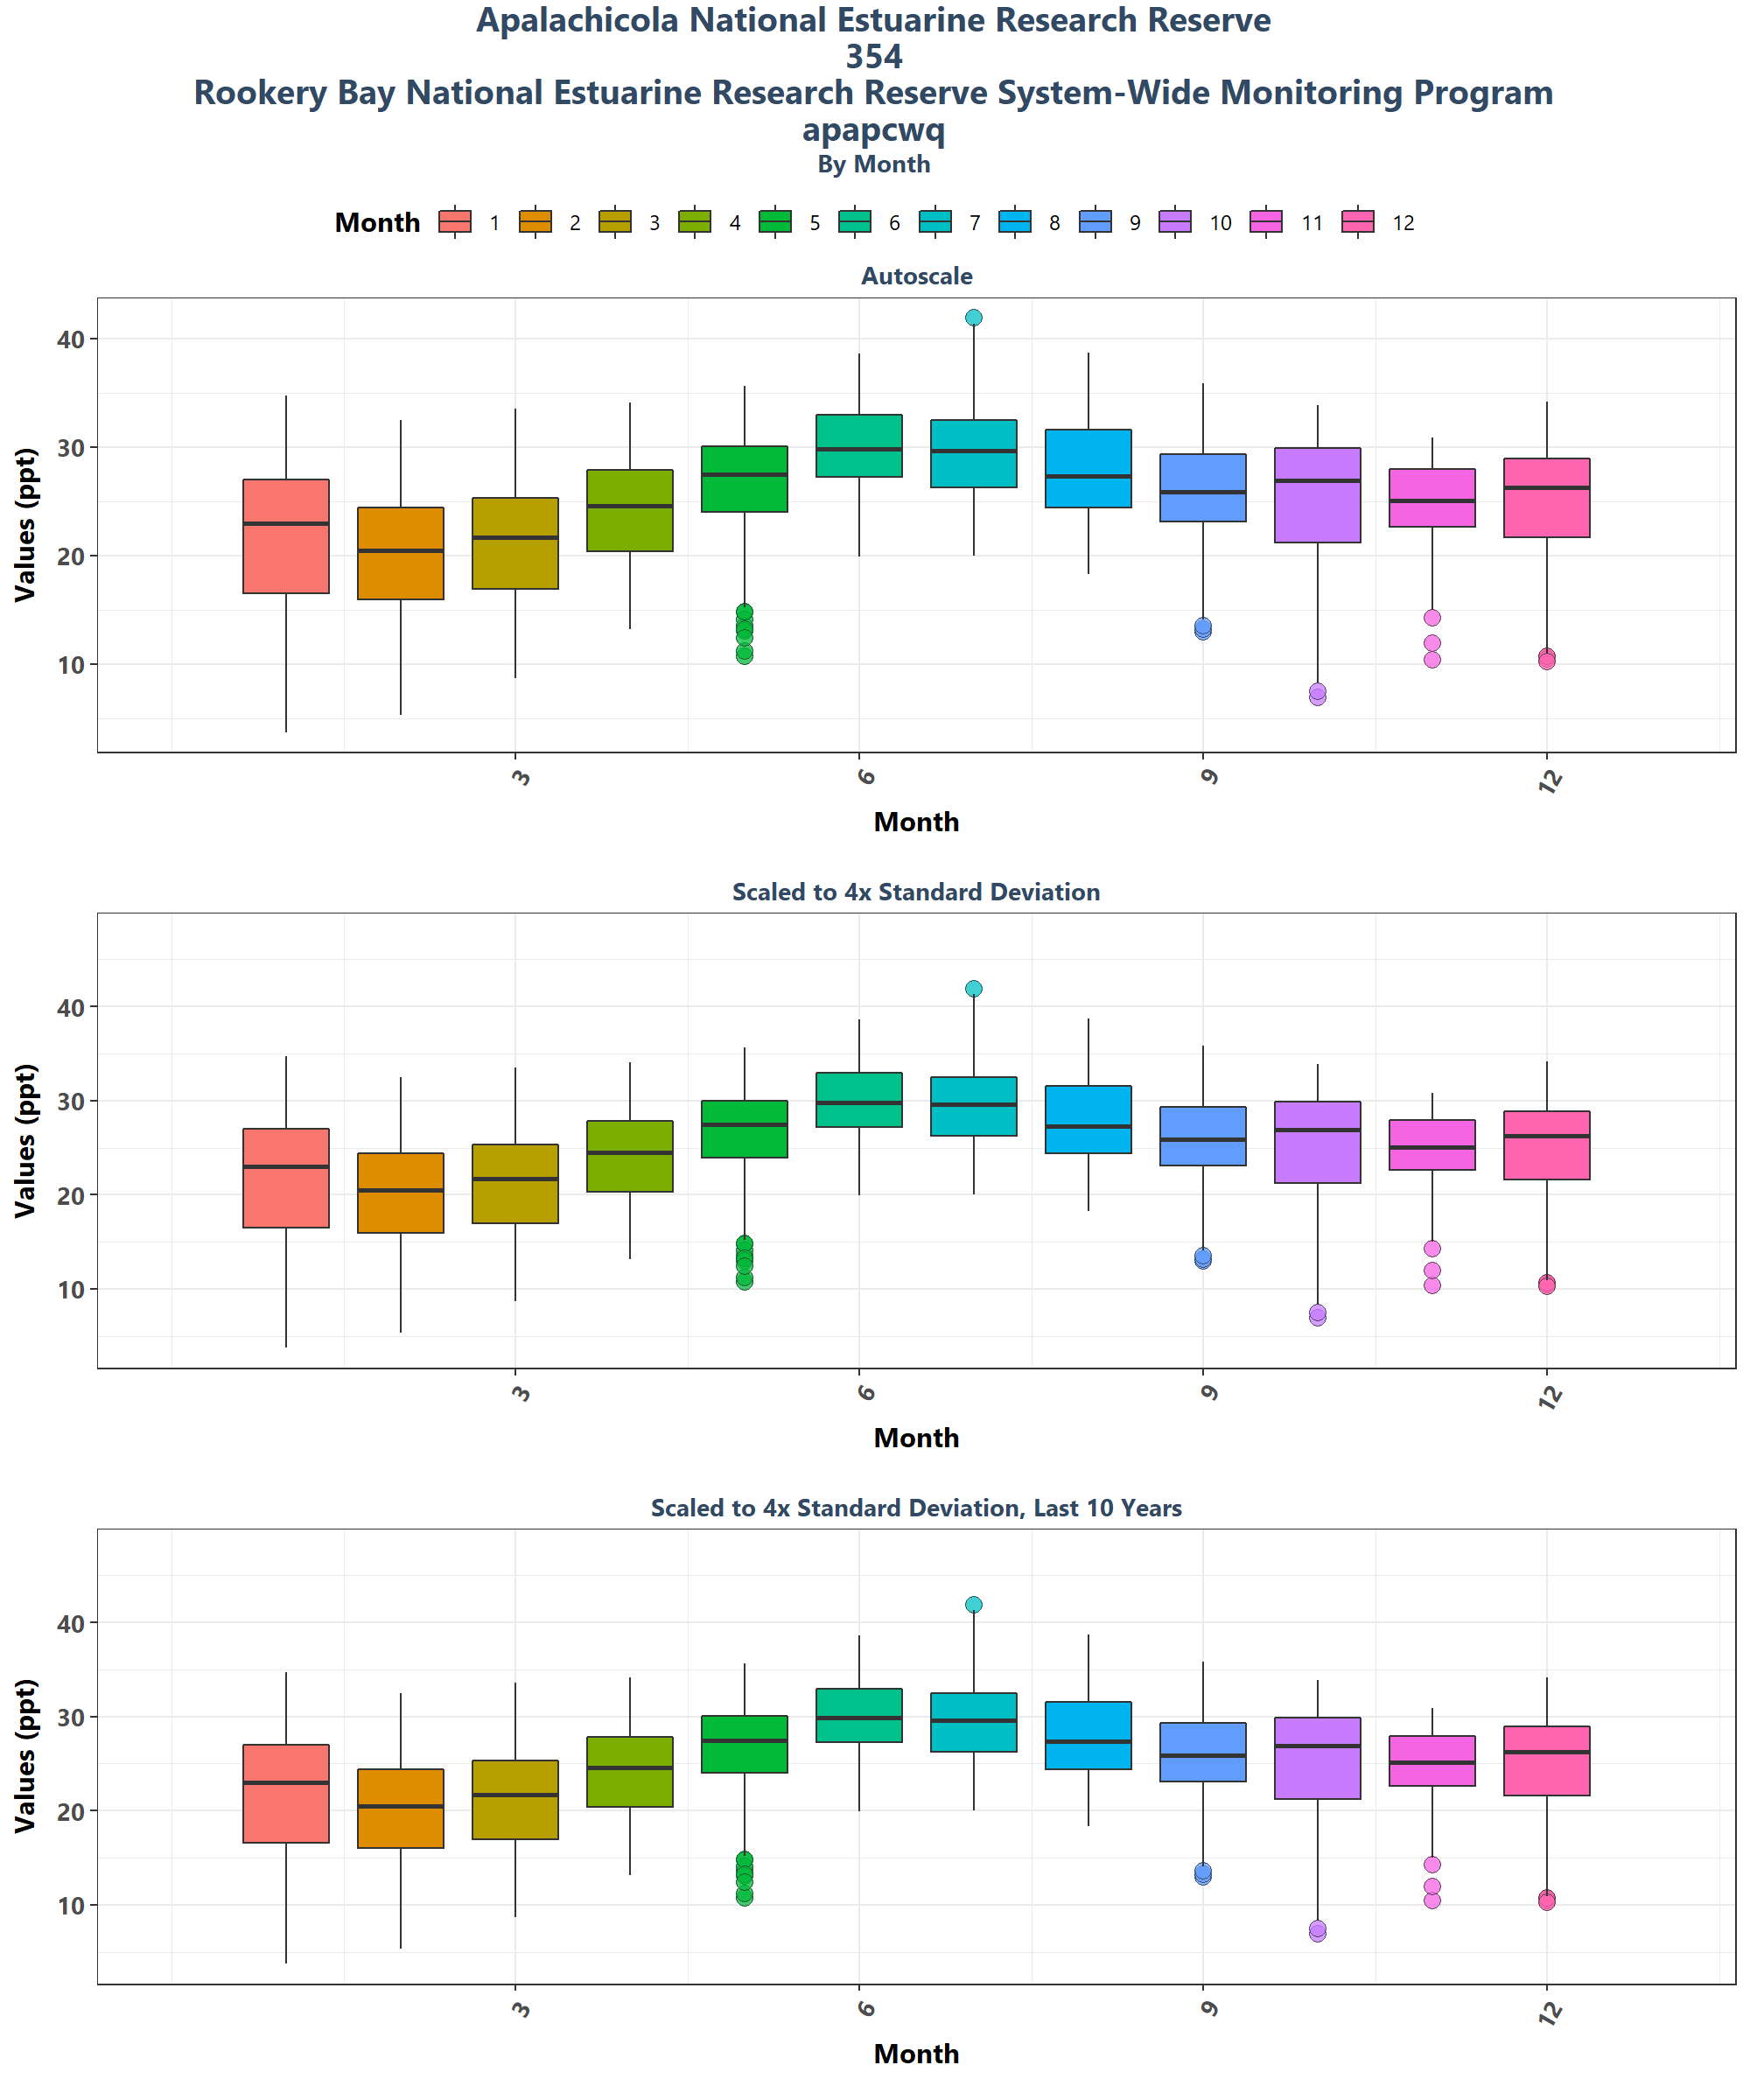 Apalachicola National Estuarine Research Reserve
354
Rookery Bay National Estuarine Research Reserve System-Wide Monitoring Program
apapcwq
By Month
Month 1 2 3 4 5 6 7 8 9 10 11 12
Autoscale
Values (ppt)
40
30
20
10
3 6 9 12
Month
Scaled to 4x Standard Deviation
Values (ppt)
40
30
20
10
3 6 9 12
Month
Scaled to 4x Standard Deviation, Last 10 Years
Values (ppt)
40
30
20
10
3 6 9 12
Month